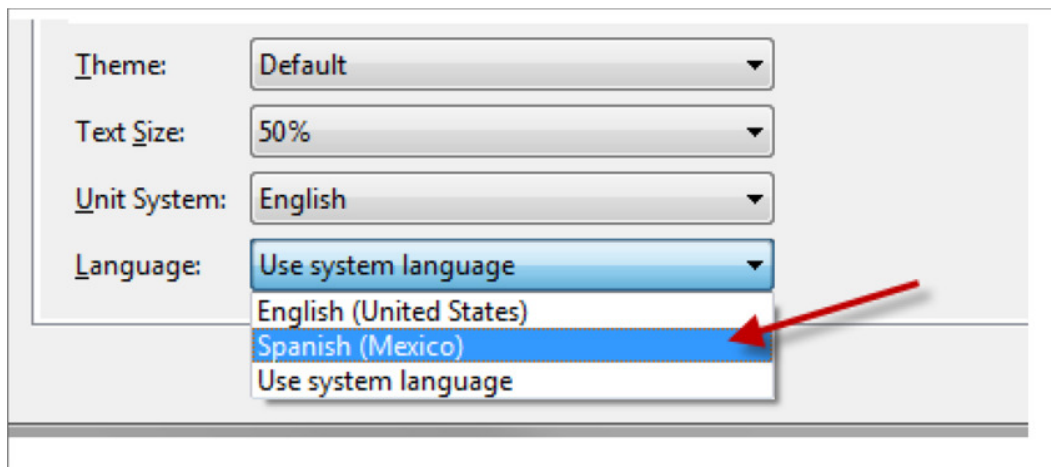 Theme: Default
Text Size: 50%
Unit System: English
Language: Use system language
English (United States)
Spanish (Mexico)
Use system language